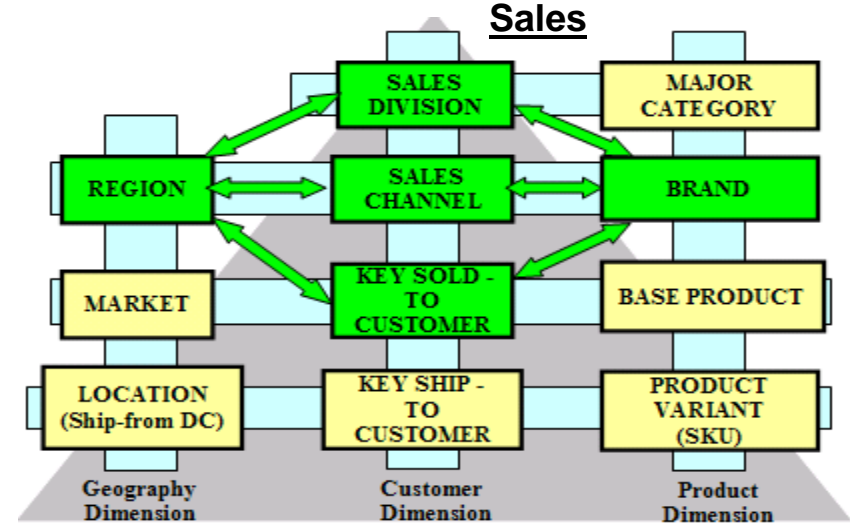 Sales
SALES
DIVISION
MAJOR
CATEGORY
REGION
SALES
CHANNEL
BRAND
MARKET
KEY SOLD -
TO
CUSTOMER
BASE PRODUCT
LOCATION
(Ship-from DC)
KEY SHIP -
TO
CUSTOMER
PRODUCT
VARIANT
(SKU)
Geography
Dimension
Customer
Dimension
Product
Dimension